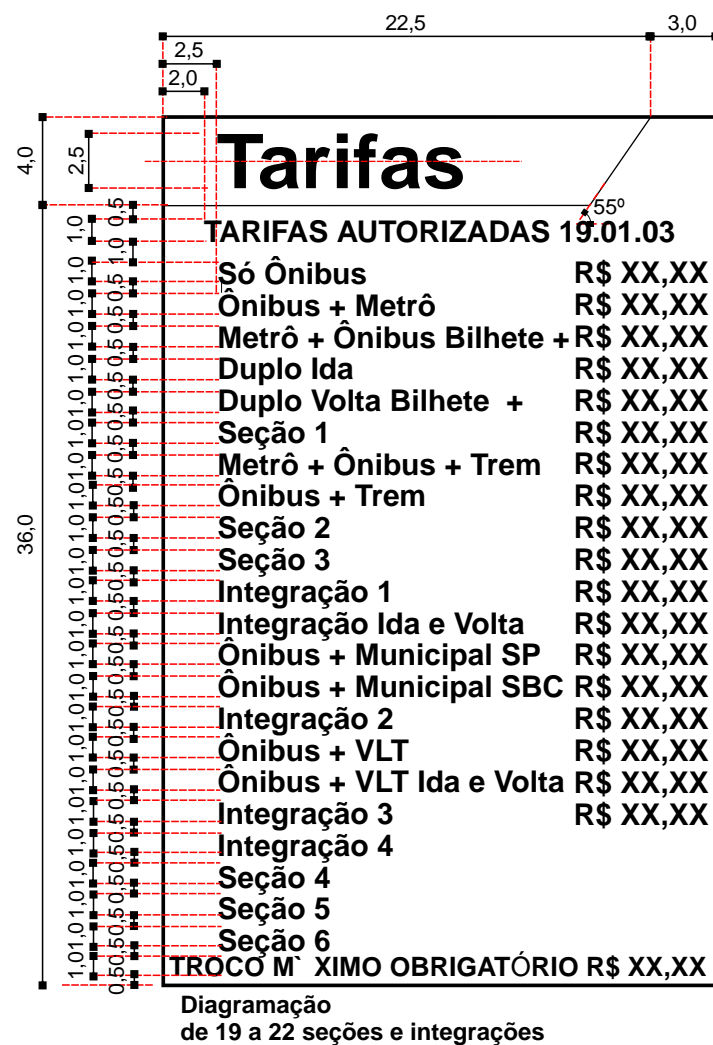 22,5 3,0
2,5
2,0
4,0
2,5
Tarifas
55º
0,5
1,0
TARIFAS AUTORIZADAS 19.01.03
1,0
Só Ônibus R$ XX,XX
Ônibus + Metrô R$ XX,XX
Metrô + Ônibus Bilhete + R$ XX,XX
Duplo Ida R$ XX,XX
Duplo Volta Bilhete + R$ XX,XX
Seção 1 R$ XX,XX
Metrô + Ônibus + Trem R$ XX,XX
Ônibus + Trem R$ XX,XX
36,0
Seção 2 R$ XX,XX
Seção 3 R$ XX,XX
Integração 1 R$ XX,XX
Integração Ida e Volta R$ XX,XX
Ônibus + Municipal SP R$ XX,XX
Ônibus + Municipal SBC R$ XX,XX
Integração 2 R$ XX,XX
Ônibus + VLT R$ XX,XX
Ônibus + VLT Ida e Volta R$ XX,XX
Integração 3 R$ XX,XX
Integração 4
Seção 4
Seção 5
Seção 6
TROCO M` XIMO OBRIGATÓRIO R$ XX,XX
Diagramação
de 19 a 22 seções e integrações